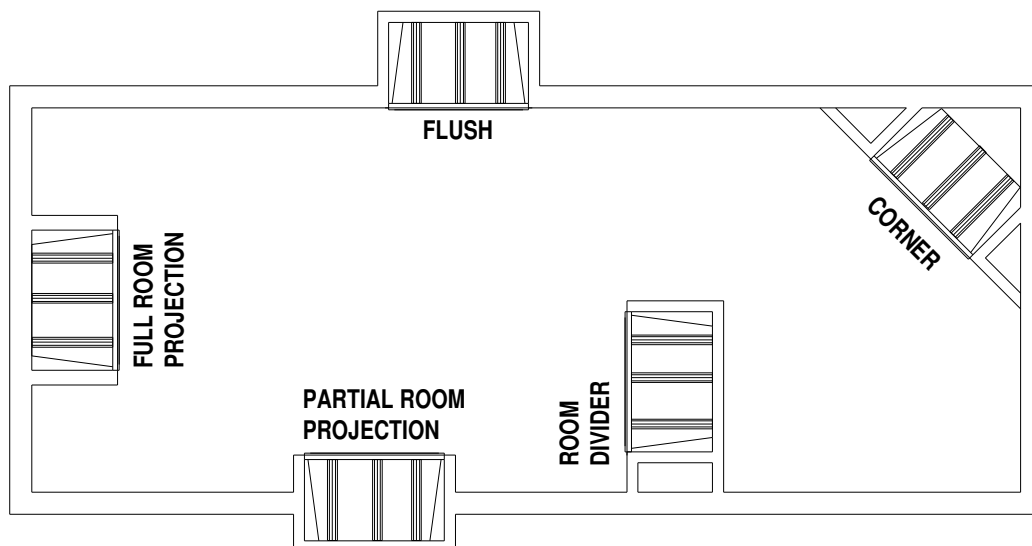 FLUSH
CORNER
FULL ROOM
PROJECTION
PARTIAL ROOM
PROJECTION
ROOM
DIVIDER